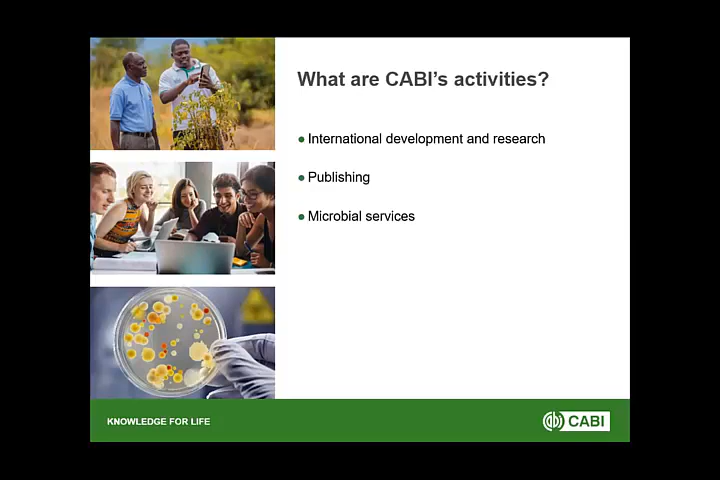 What are CABI's activities?
● International development and research
● Publishing
● Microbial services
KNOWLEDGE FOR LIFE
CABI